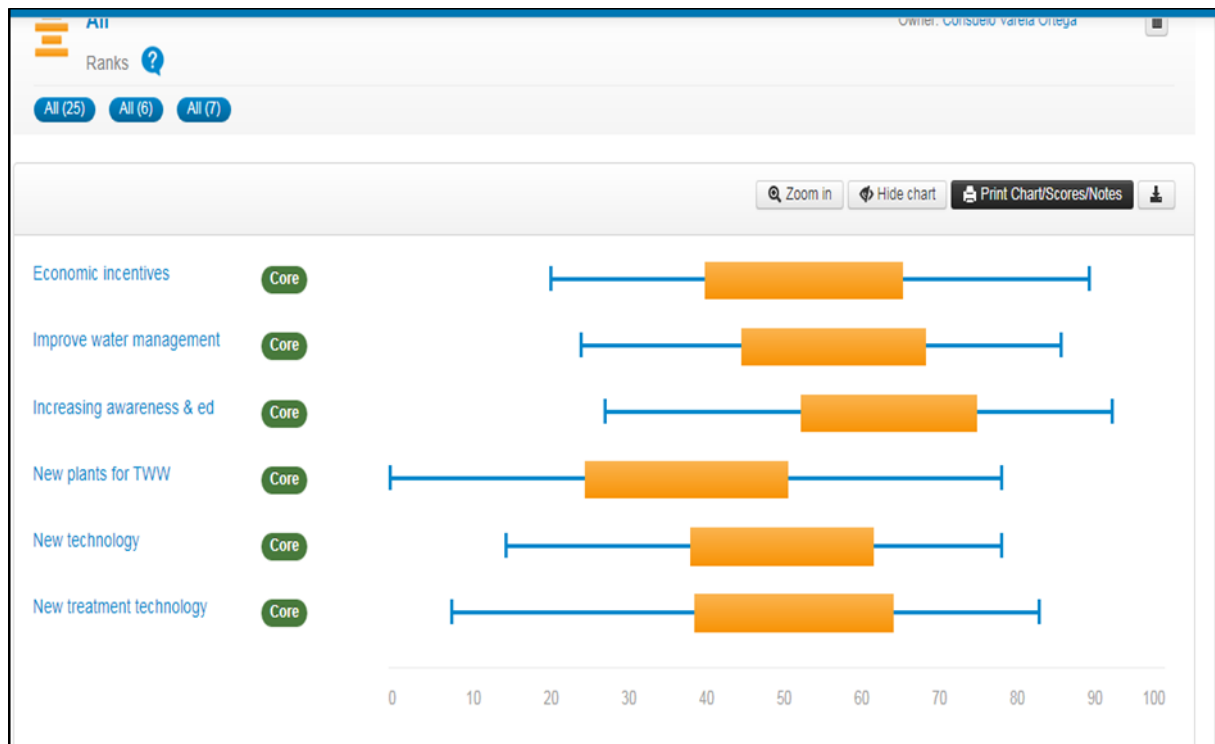 All
Owner: Consuelo Varela Ortega
Ranks ?
All (25) All (6) All (7)
Zoom in Hide chart Print Chart/Scores/Notes
Economic incentives Core
Improve water management Core
Increasing awareness & ed Core
New plants for TWW Core
New technology Core
New treatment technology Core
0 10 20 30 40 50 60 70 80 90 100